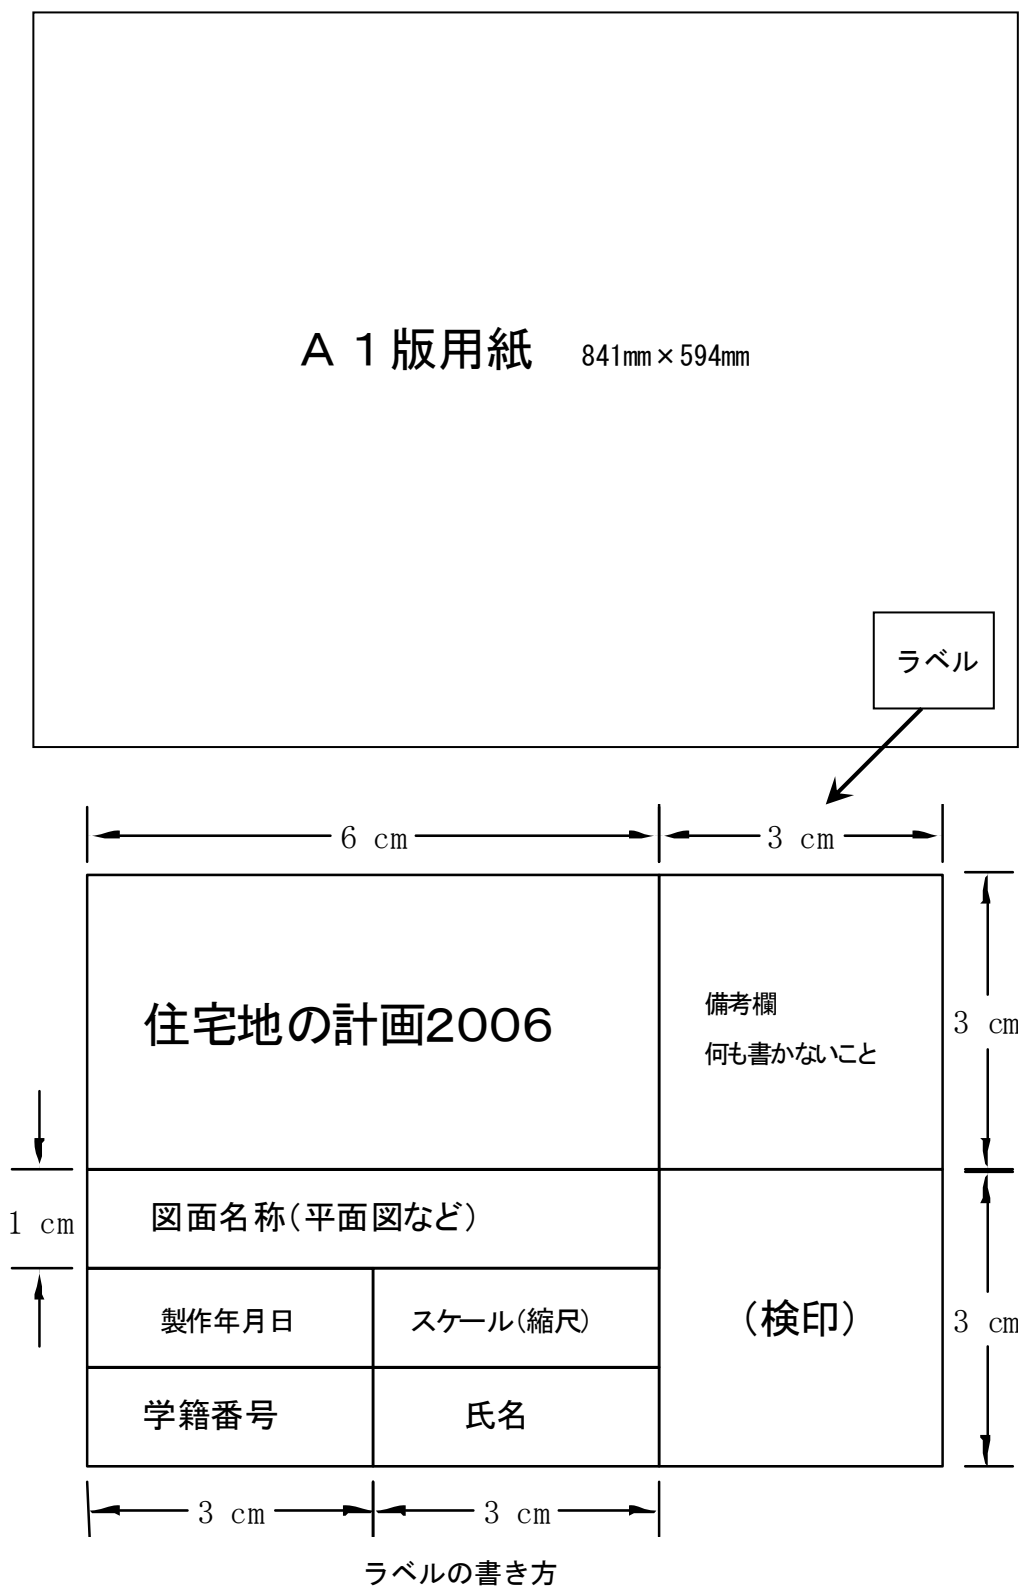 A 1版用紙 841mm×594mm
ラベル
6 cm 3 cm
住宅地の計画2006
備考欄
何も書かないこと
3 cm
1 cm
図面名称(平面図など)
製作年月日 スケール(縮尺)
(検印)
3 cm
学籍番号 氏名
3 cm 3 cm
ラベルの書き方